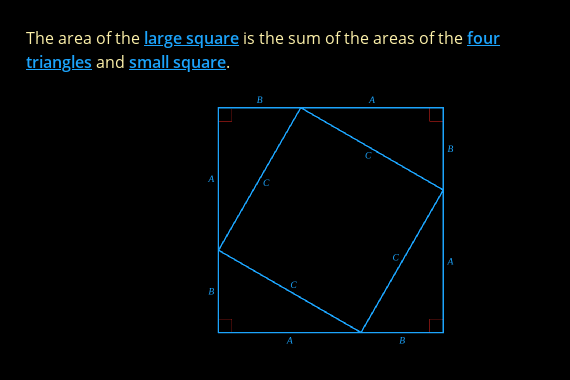 The area of the large square is the sum of the areas of the four
triangles and small square.
B A
B
C
A C
C A
C
B
A B